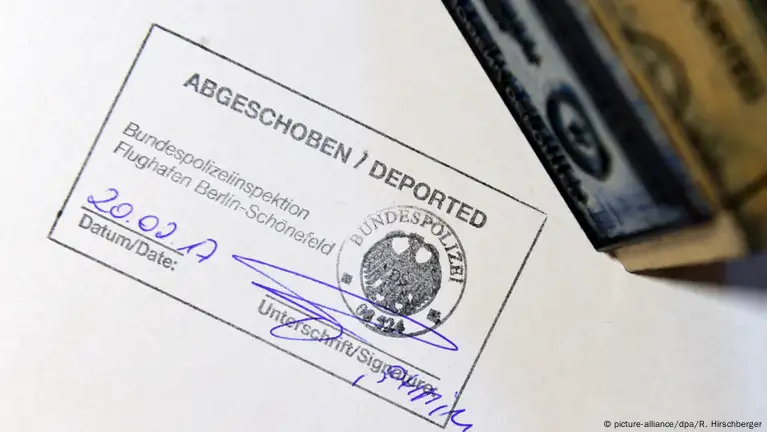 ABGESCHOBEN / DEPORTED
Bundespolizeiinspektion
Flughafen Berlin-Schönefeld
20.02.17
Datum/Date:
BUNDESPOLIZEI
Unterschrift/Signature
© picture-alliance/dpa/R. Hirschberger